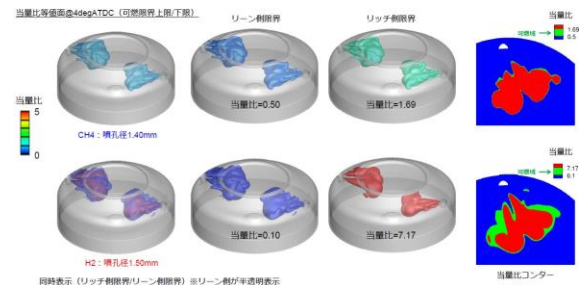 当量比等値面@4degATDC（可燃限界上限/下限）
リーン側限界
リッチ側限界
当量比
可燃域
1.69
0.5
当量比
5
0
CH4：噴孔径1.40mm
当量比=0.50
当量比=1.69
当量比
可燃域
7.17
0.1
H2：噴孔径1.50mm
当量比=0.10
当量比=7.17
当量比コンター
同時表示（リッチ側限界/リーン側限界）※リーン側が半透明表示